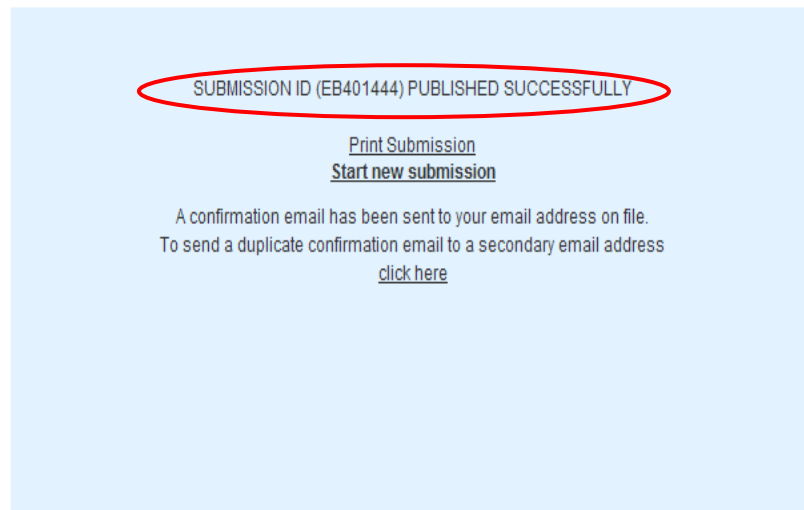 SUBMISSION ID (EB401444) PUBLISHED SUCCESSFULLY
Print Submission
Start new submission
A confirmation email has been sent to your email address on file.
To send a duplicate confirmation email to a secondary email address
click here